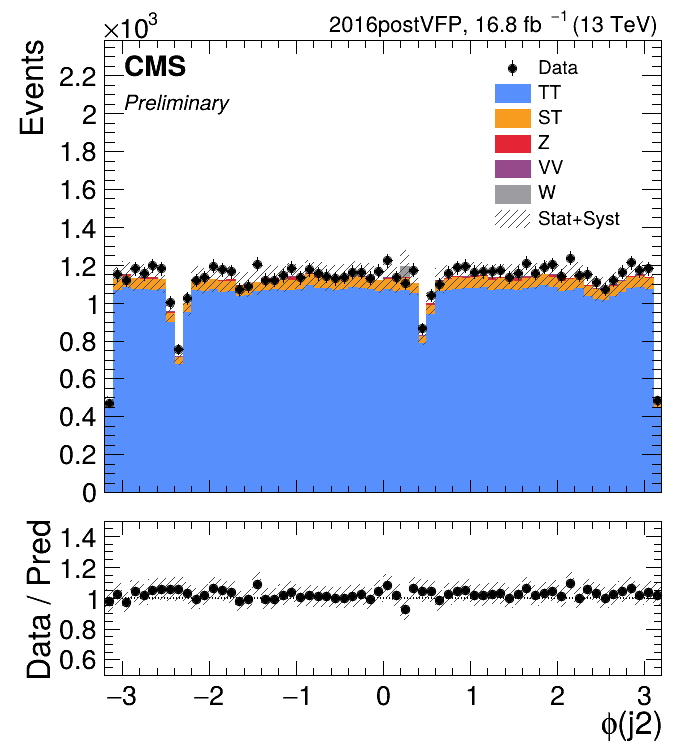 ×10³
2016postVFP, 16.8 fb ⁻¹ (13 TeV)
CMS
Preliminary
Events
Data
TT
ST
Z
VV
W
Stat+Syst
2.2
2
1.8
1.6
1.4
1.2
1
0.8
0.6
0.4
0.2
0
Data / Pred
1.4
1.2
1
0.8
0.6
−3 −2 −1 0 1 2 3
ϕ(j2)